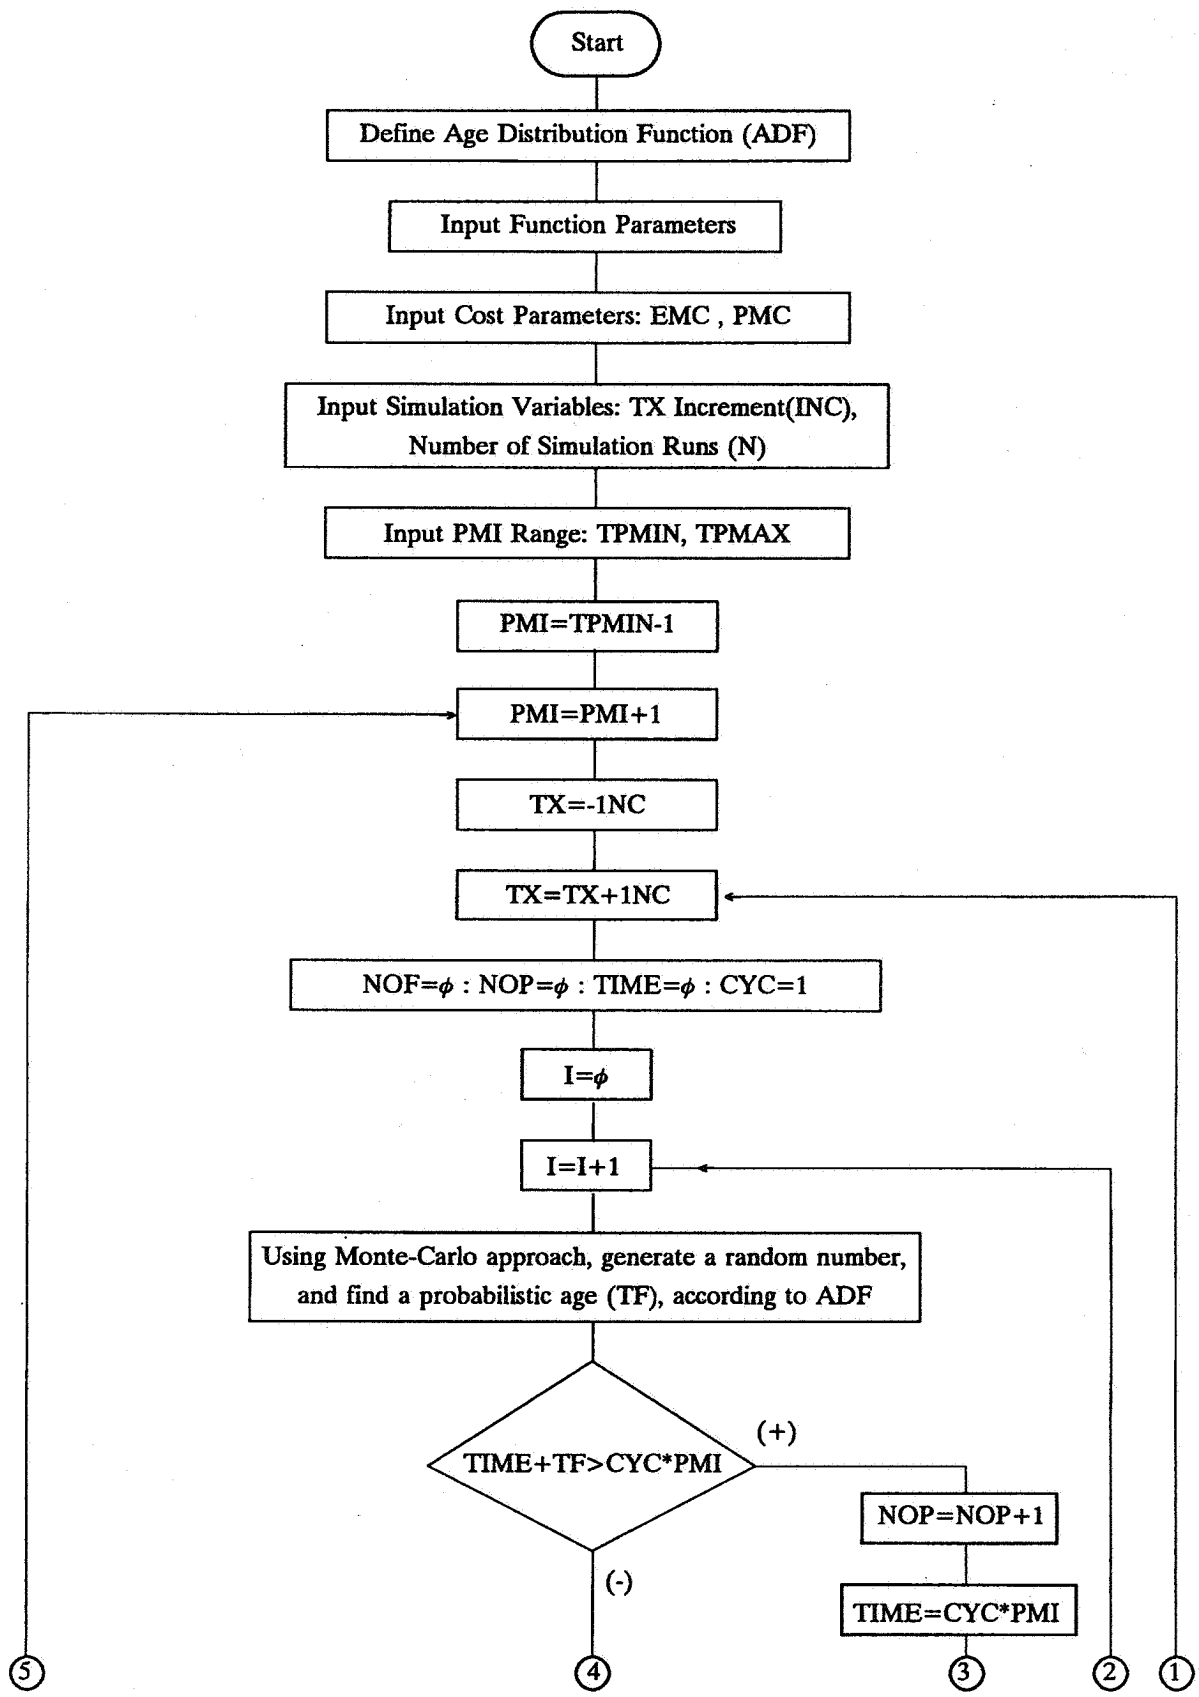 Start
Define Age Distribution Function (ADF)
Input Function Parameters
Input Cost Parameters: EMC , PMC
Input Simulation Variables: TX Increment(INC),
Number of Simulation Runs (N)
Input PMI Range: TPMIN, TPMAX
PMI=TPMIN-1
PMI=PMI+1
TX=-1NC
TX=TX+1NC
NOF=ϕ : NOP=ϕ : TIME=ϕ : CYC=1
I=ϕ
I=I+1
Using Monte-Carlo approach, generate a random number,
and find a probabilistic age (TF), according to ADF
(+)
TIME+TF>CYC*PMI
NOP=NOP+1
(-)
TIME=CYC*PMI
5 4 3 2 1